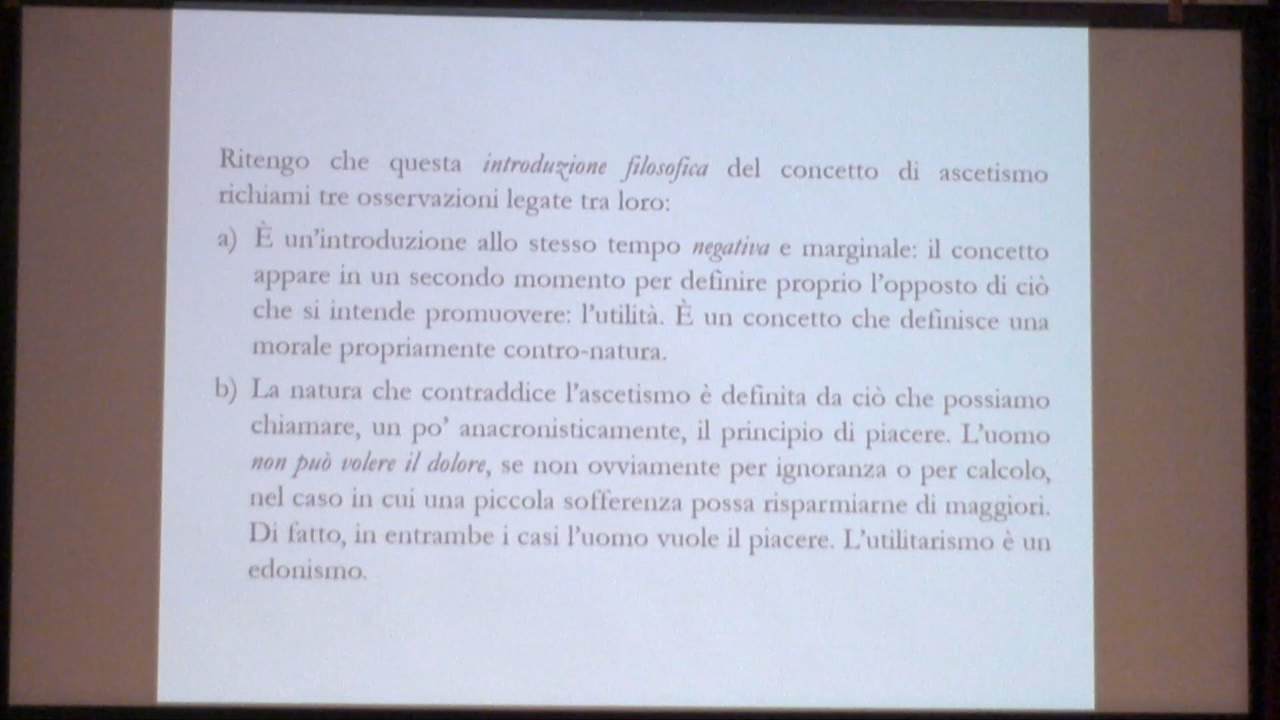 Ritengo che questa introduzione filosofica del concetto di ascetismo
richiami tre osservazioni legate tra loro:
a) È un'introduzione allo stesso tempo negativa e marginale: il concetto
appare in un secondo momento per definire proprio l'opposto di ciò
che si intende promuovere: l'utilità. È un concetto che definisce una
morale propriamente contro-natura.
b) La natura che contraddice l'ascetismo è definita da ciò che possiamo
chiamare, un po' anacronisticamente, il principio di piacere. L'uomo
non può volere il dolore, se non ovviamente per ignoranza o per calcolo,
nel caso in cui una piccola sofferenza possa risparmiarne di maggiori.
Di fatto, in entrambe i casi l'uomo vuole il piacere. L'utilitarismo è un
edonismo.